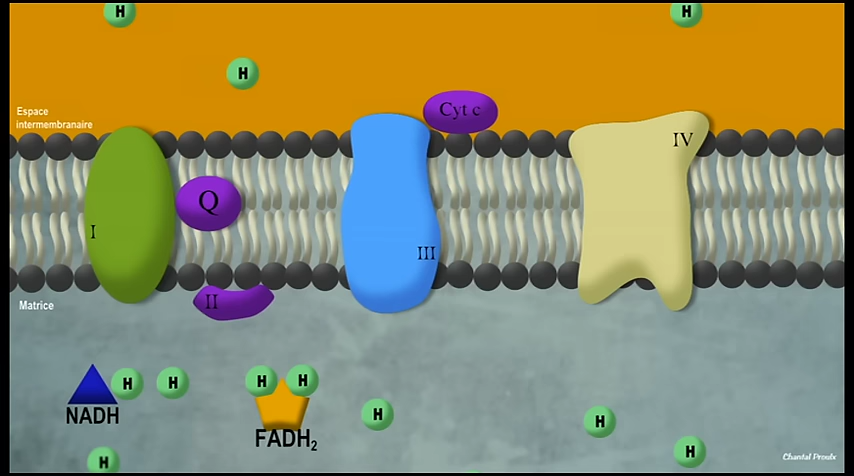 H
H
H
Espace
intermembranaire
Cyt c
IV
Q
I
III
II
Matrice
H
H
H
H
NADH
FADH₂
H
H
H
H
Chantal Proulx